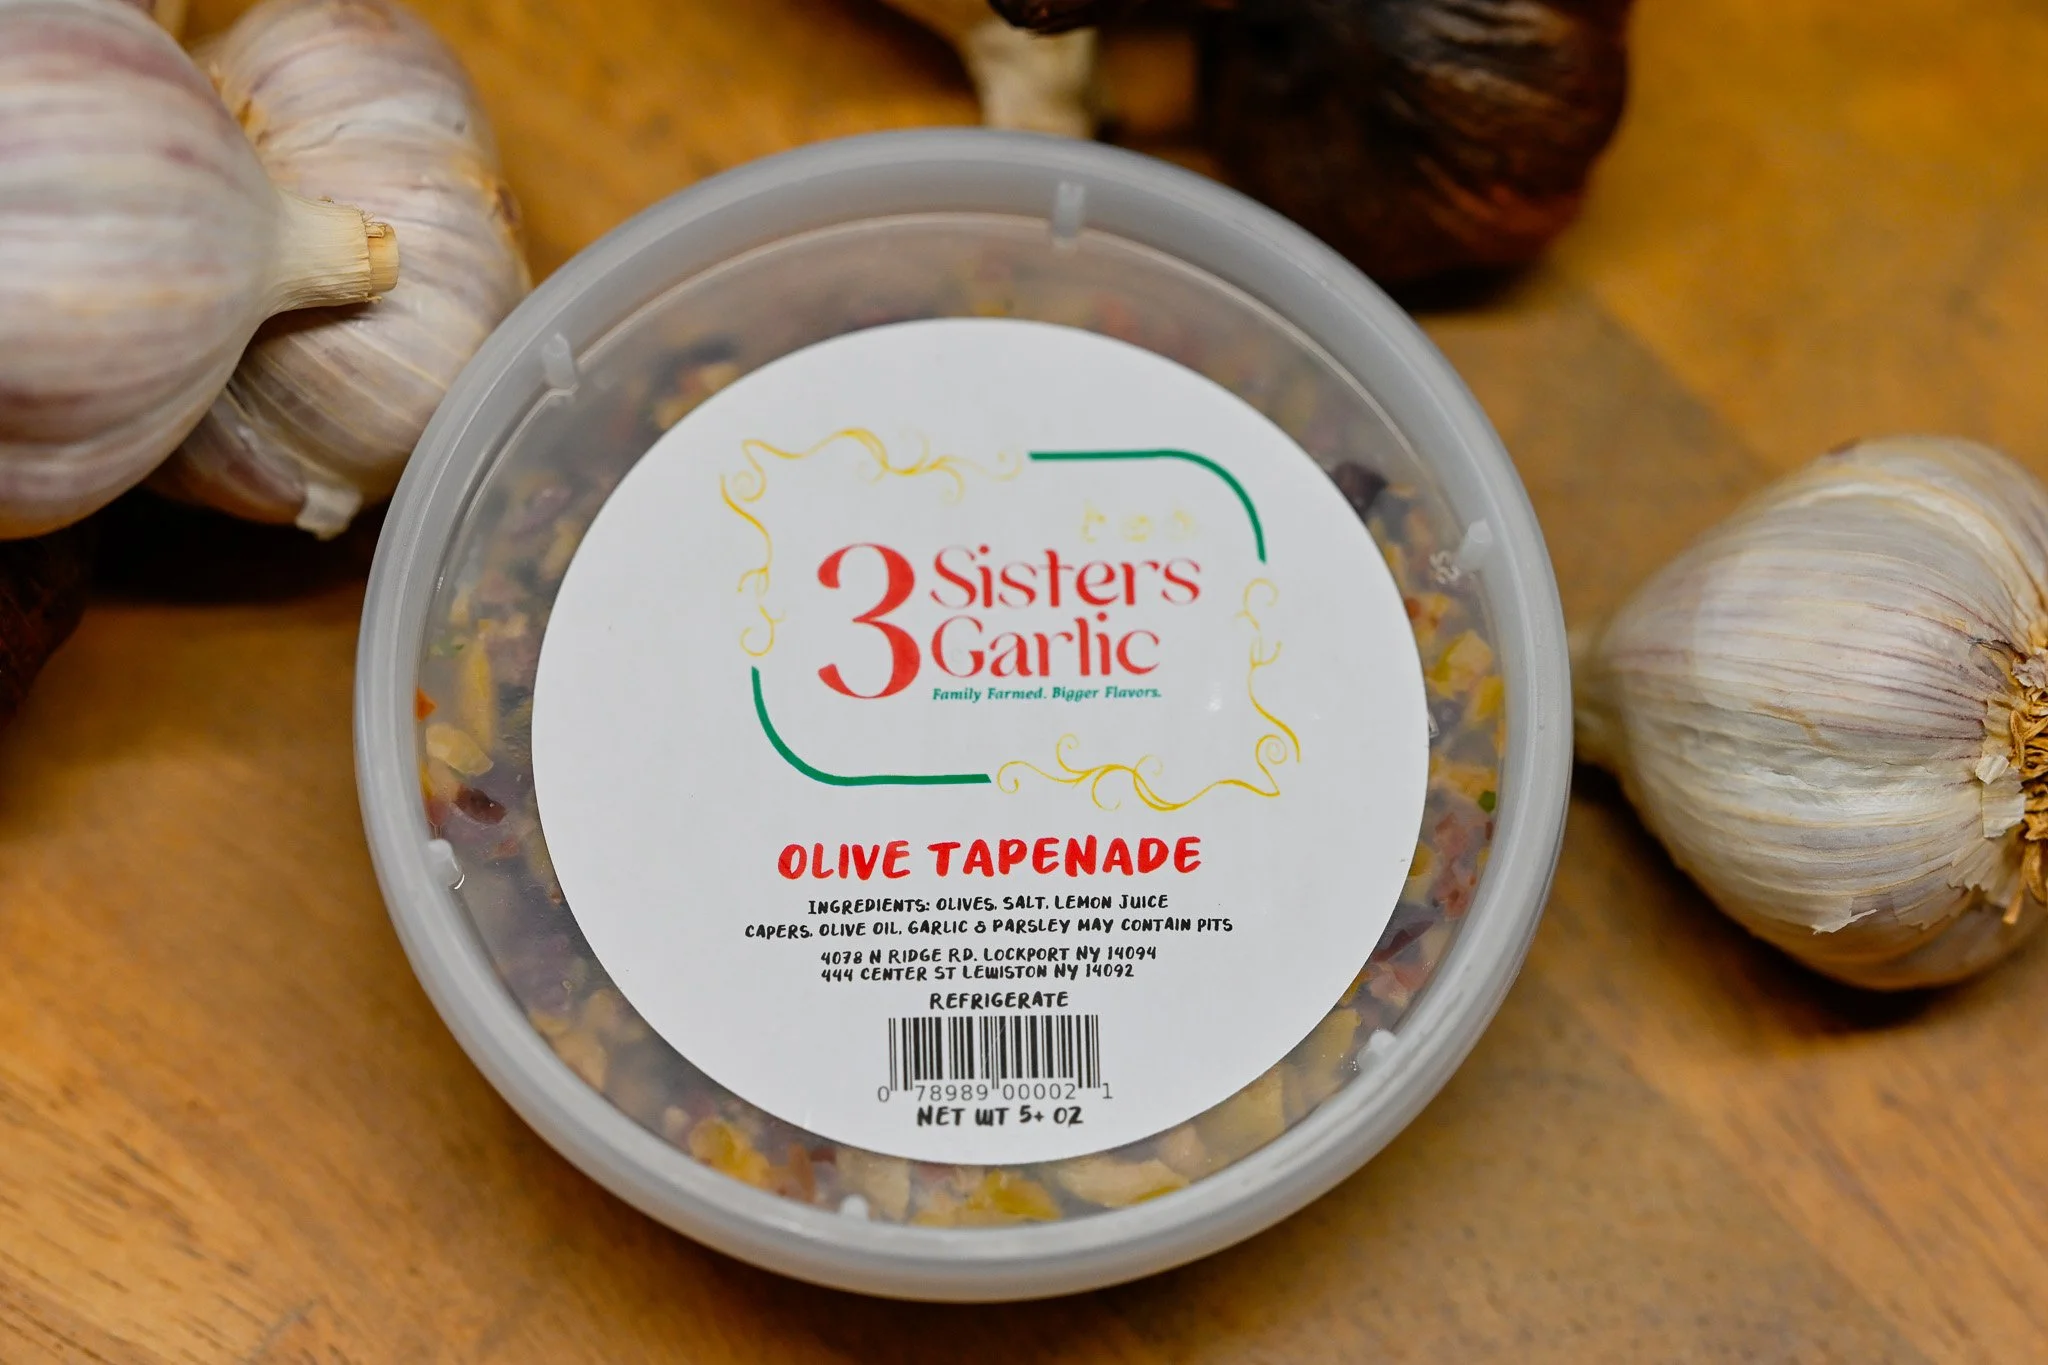 3 Sisters
Garlic
Family Farmed. Bigger Flavors.
OLIVE TAPENADE
INGREDIENTS: OLIVES, SALT, LEMON JUICE
CAPERS, OLIVE OIL, GARLIC & PARSLEY MAY CONTAIN PITS
4078 N RIDGE RD. LOCKPORT NY 14094
444 CENTER ST LEWISTON NY 14092
REFRIGERATE
0 78989 00002 1
NET WT 5+ OZ